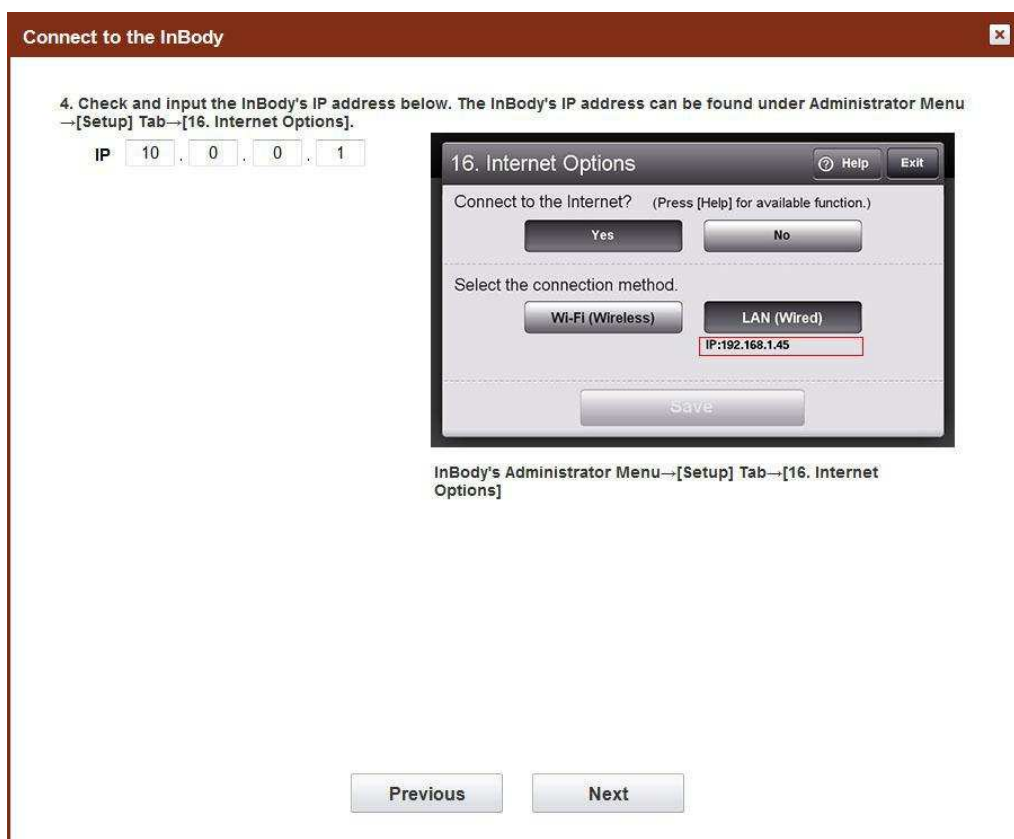 Connect to the InBody
4. Check and input the InBody's IP address below. The InBody's IP address can be found under Administrator Menu
→[Setup] Tab→[16. Internet Options].
IP 10 . 0 . 0 . 1
16. Internet Options
? Help
Exit
Connect to the Internet? (Press [Help] for available function.)
Yes
No
Select the connection method.
Wi-Fi (Wireless)
LAN (Wired)
IP:192.168.1.45
Save
InBody's Administrator Menu→[Setup] Tab→[16. Internet
Options]
Previous
Next